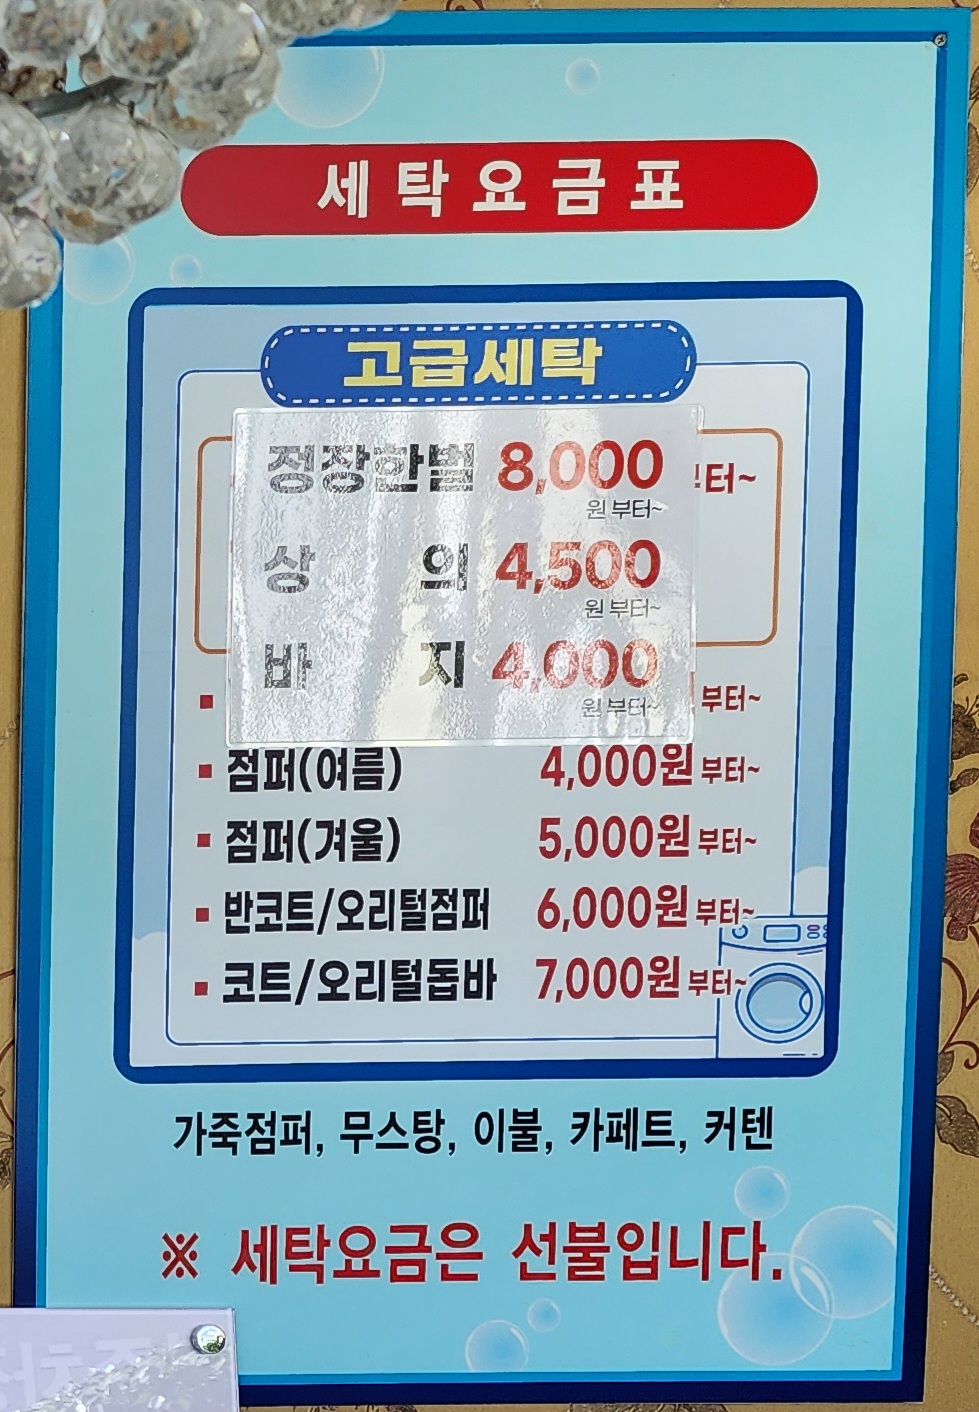 세탁요금표
고급세탁
정장한벌 8,000 부터~
원 부터~
상 의 4,500
원 부터~
바 지 4,000
원 부터~
부터~
점퍼(여름) 4,000원 부터~
점퍼(겨울) 5,000원 부터~
반코트/오리털점퍼 6,000원 부터~
코트/오리털돕바 7,000원 부터~
가죽점퍼, 무스탕, 이불, 카페트, 커텐
※ 세탁요금은 선불입니다.